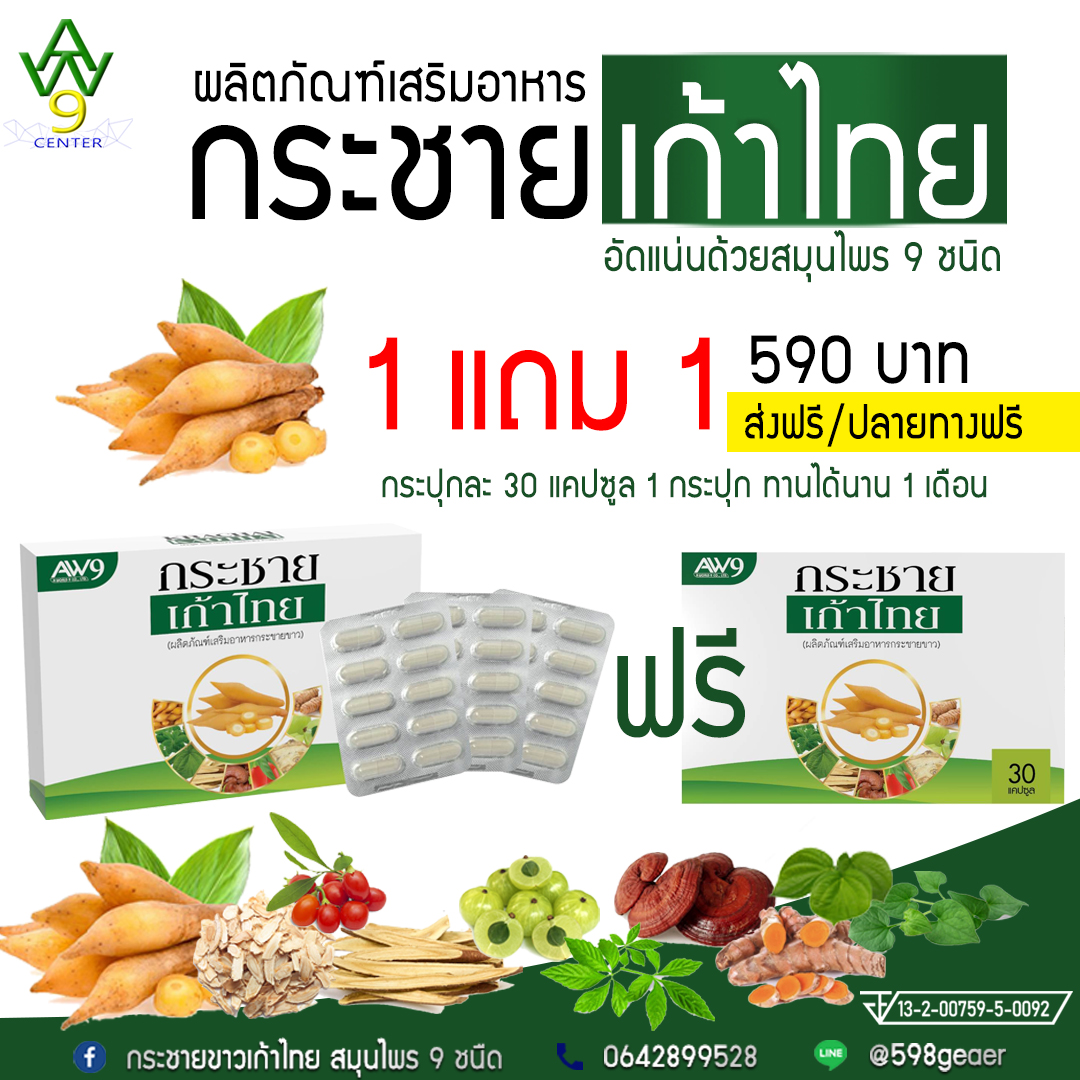 AW9
CENTER
ผลิตภัณฑ์เสริมอาหาร
กระชาย เก้าไทย
อัดแน่นด้วยสมุนไพร 9 ชนิด
1 แถม 1
590 บาท
ส่งฟรี/ปลายทางฟรี
กระปุกละ 30 แคปซูล 1 กระปุก ทานได้นาน 1 เดือน
AW9
กระชาย
เก้าไทย
(ผลิตภัณฑ์เสริมอาหารกระชายขาว)
ฟรี
AW9
กระชาย
เก้าไทย
(ผลิตภัณฑ์เสริมอาหารกระชายขาว)
30
แคปซูล
13-2-00759-5-0092
กระชายขาวเก้าไทย สมุนไพร 9 ชนืด
0642899528
LINE
@598geaer